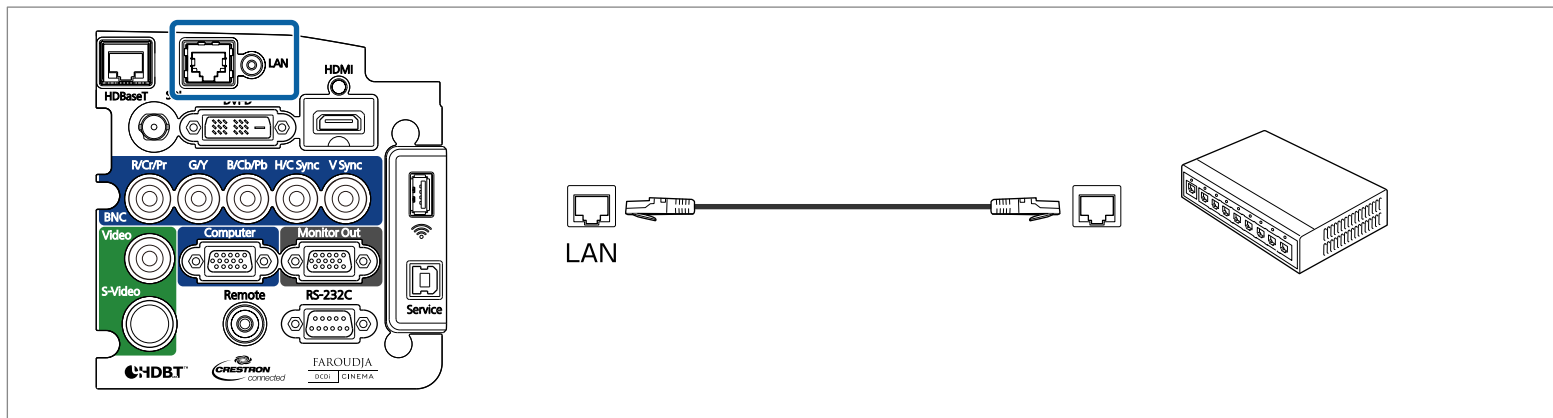 LAN
HDMI
HDBaseT
R/Cr/Pr G/Y B/Cb/Pb H/C Sync V Sync
BNC
Video
Computer
Monitor Out
S-Video
Remote
RS-232C
Service
HDBT™
CRESTRON
connected
FAROUDJA
DCDi CINEMA
LAN